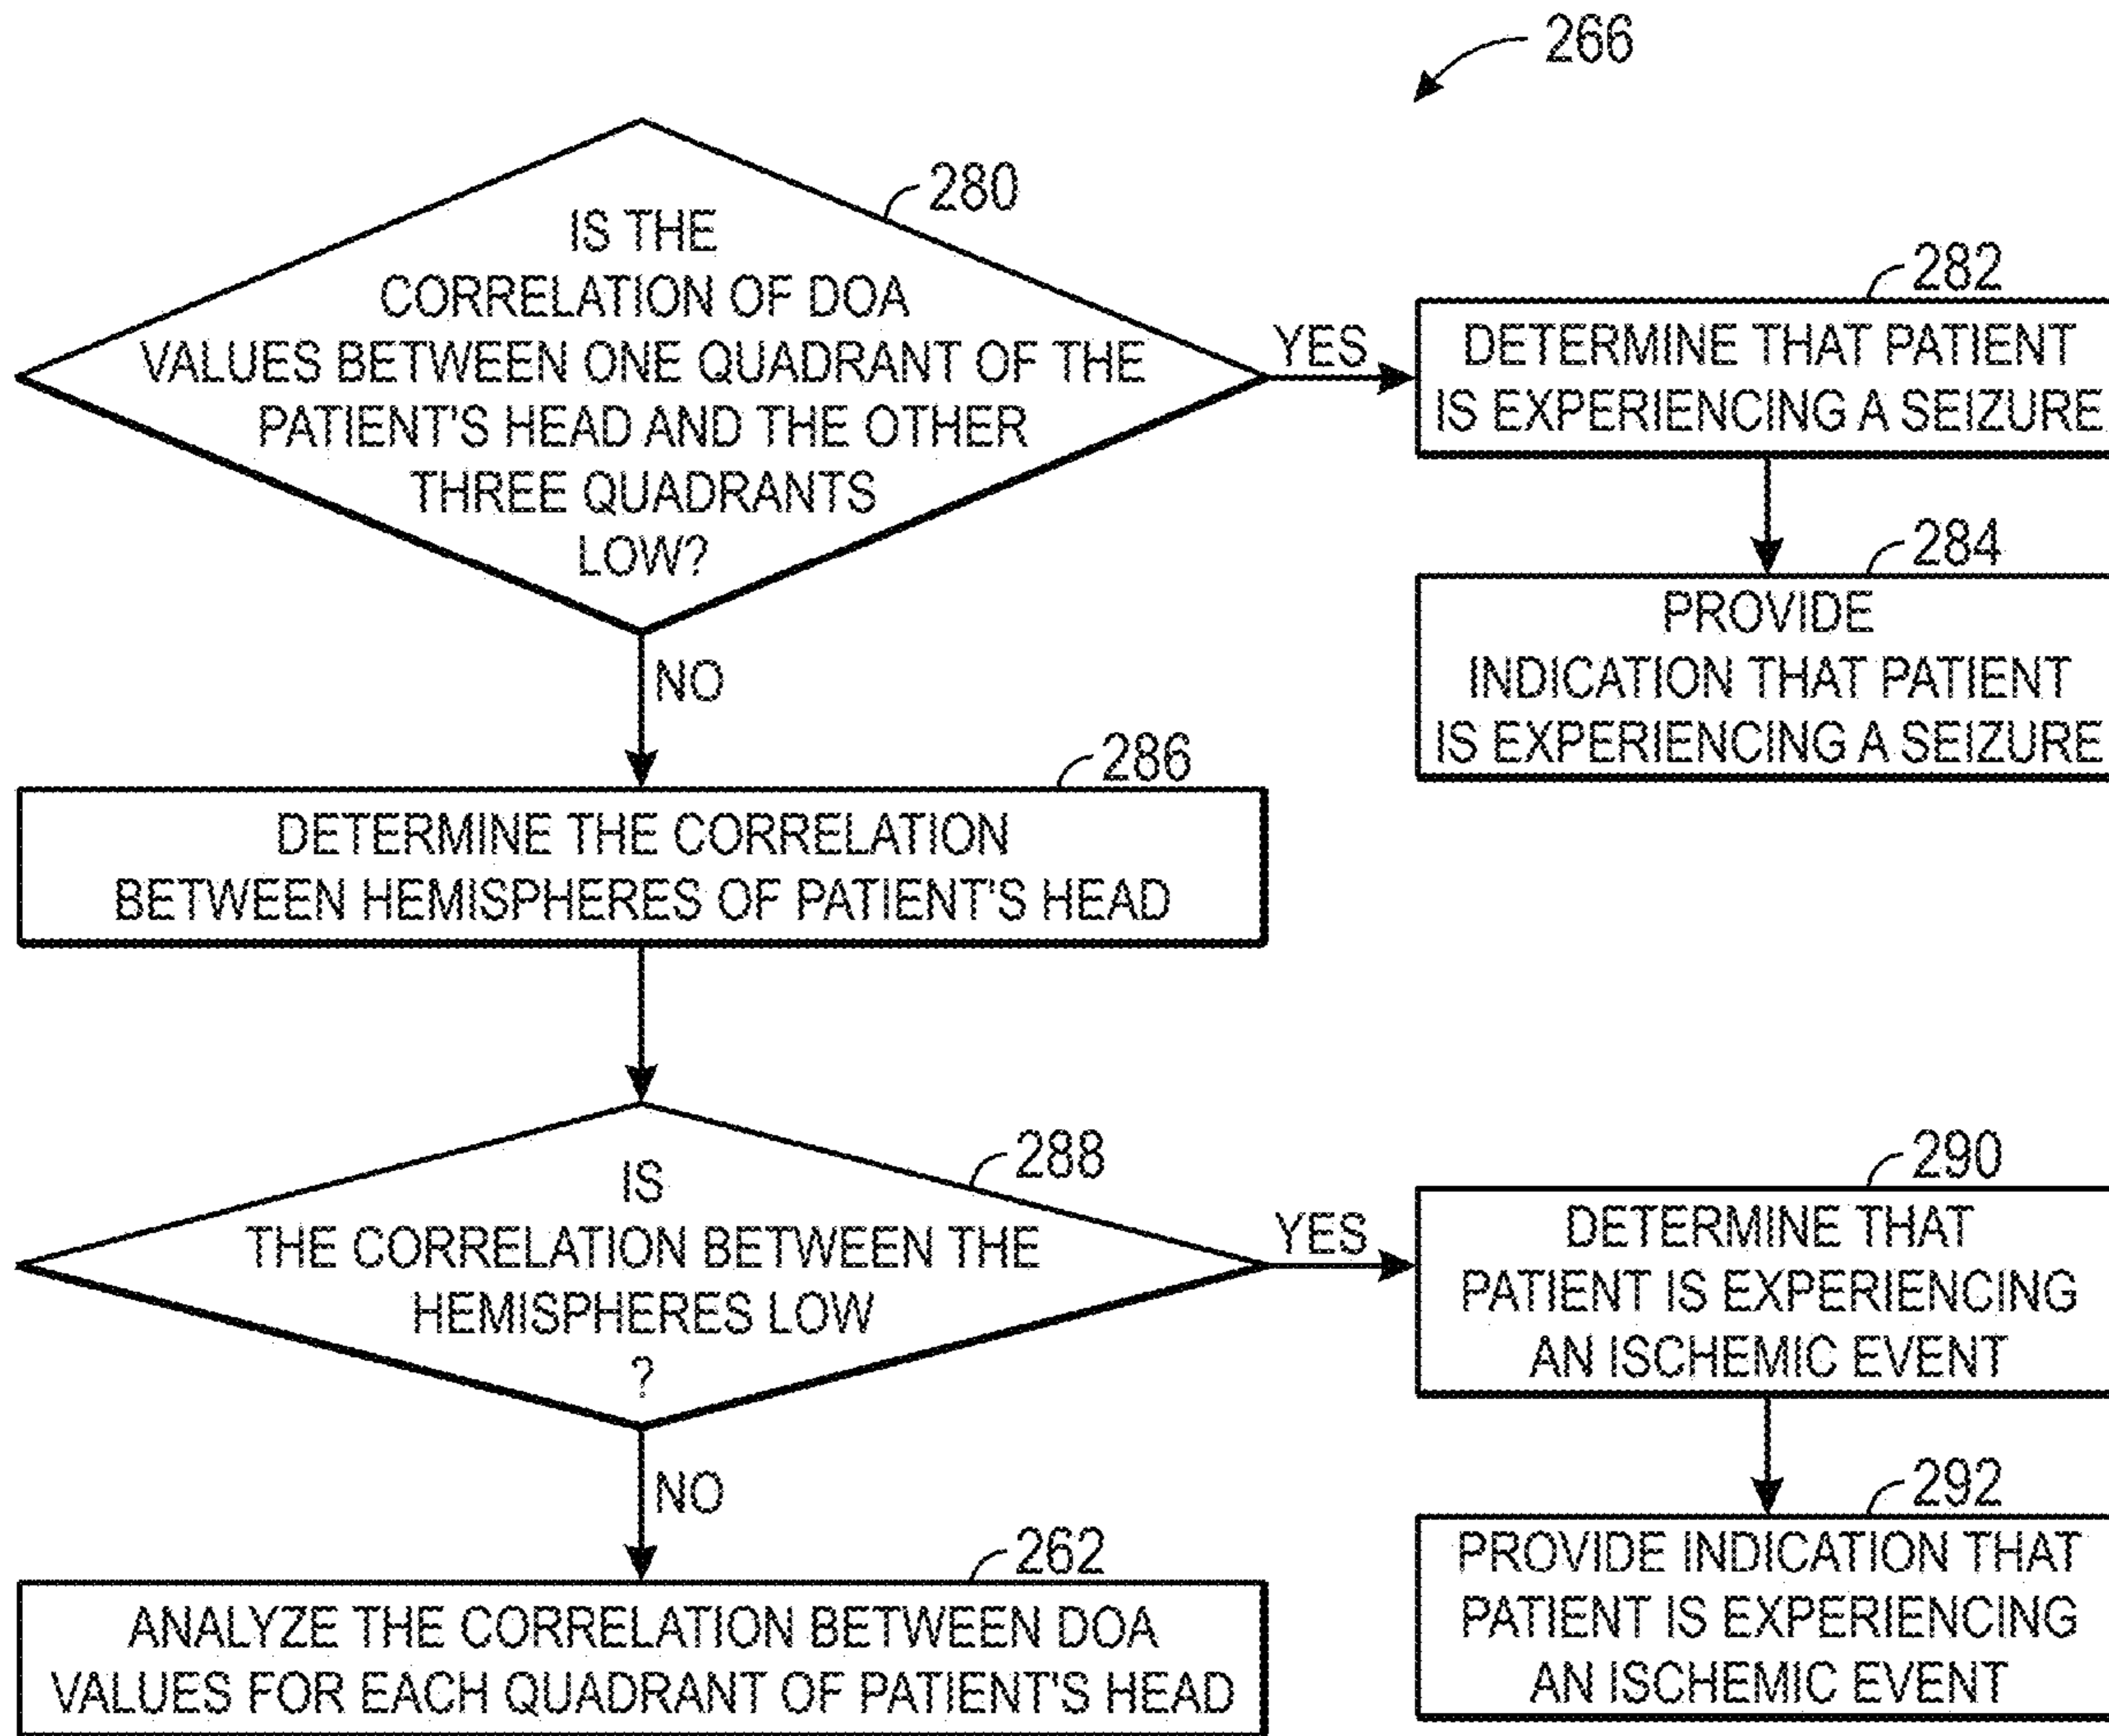 266
280
IS THE
CORRELATION OF DOA
VALUES BETWEEN ONE QUADRANT OF THE
PATIENT'S HEAD AND THE OTHER
THREE QUADRANTS
LOW?
YES
282
DETERMINE THAT PATIENT
IS EXPERIENCING A SEIZURE
284
PROVIDE
INDICATION THAT PATIENT
IS EXPERIENCING A SEIZURE
NO
286
DETERMINE THE CORRELATION
BETWEEN HEMISPHERES OF PATIENT'S HEAD
288
IS
THE CORRELATION BETWEEN THE
HEMISPHERES LOW
?
YES
290
DETERMINE THAT
PATIENT IS EXPERIENCING
AN ISCHEMIC EVENT
292
PROVIDE INDICATION THAT
PATIENT IS EXPERIENCING
AN ISCHEMIC EVENT
NO
262
ANALYZE THE CORRELATION BETWEEN DOA
VALUES FOR EACH QUADRANT OF PATIENT'S HEAD